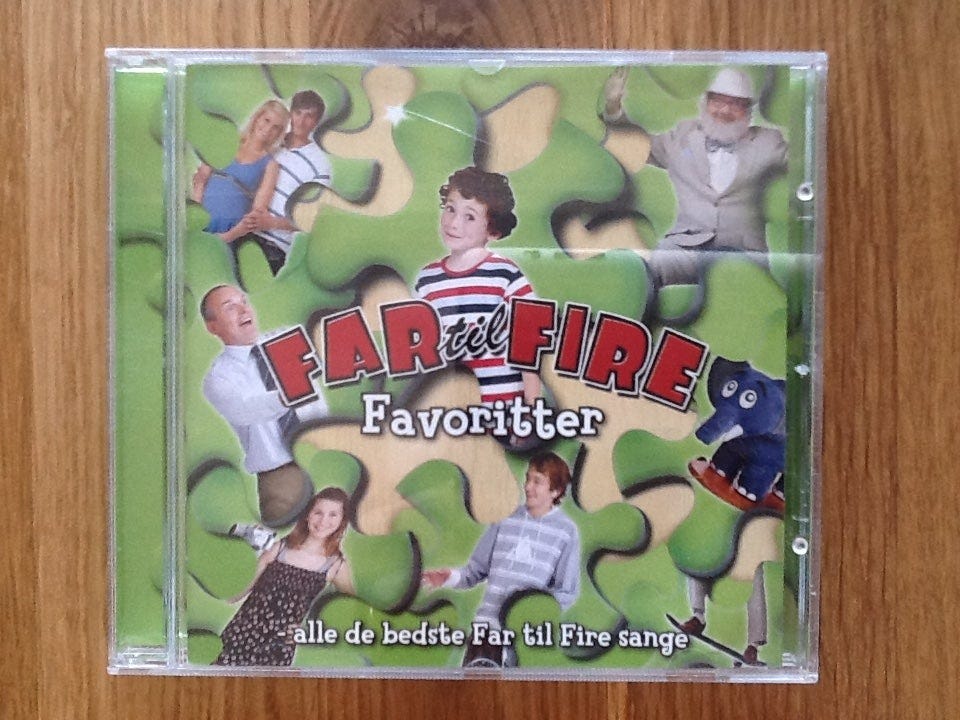 FAR til FIRE
Favoritter
- alle de bedste Far til Fire sange